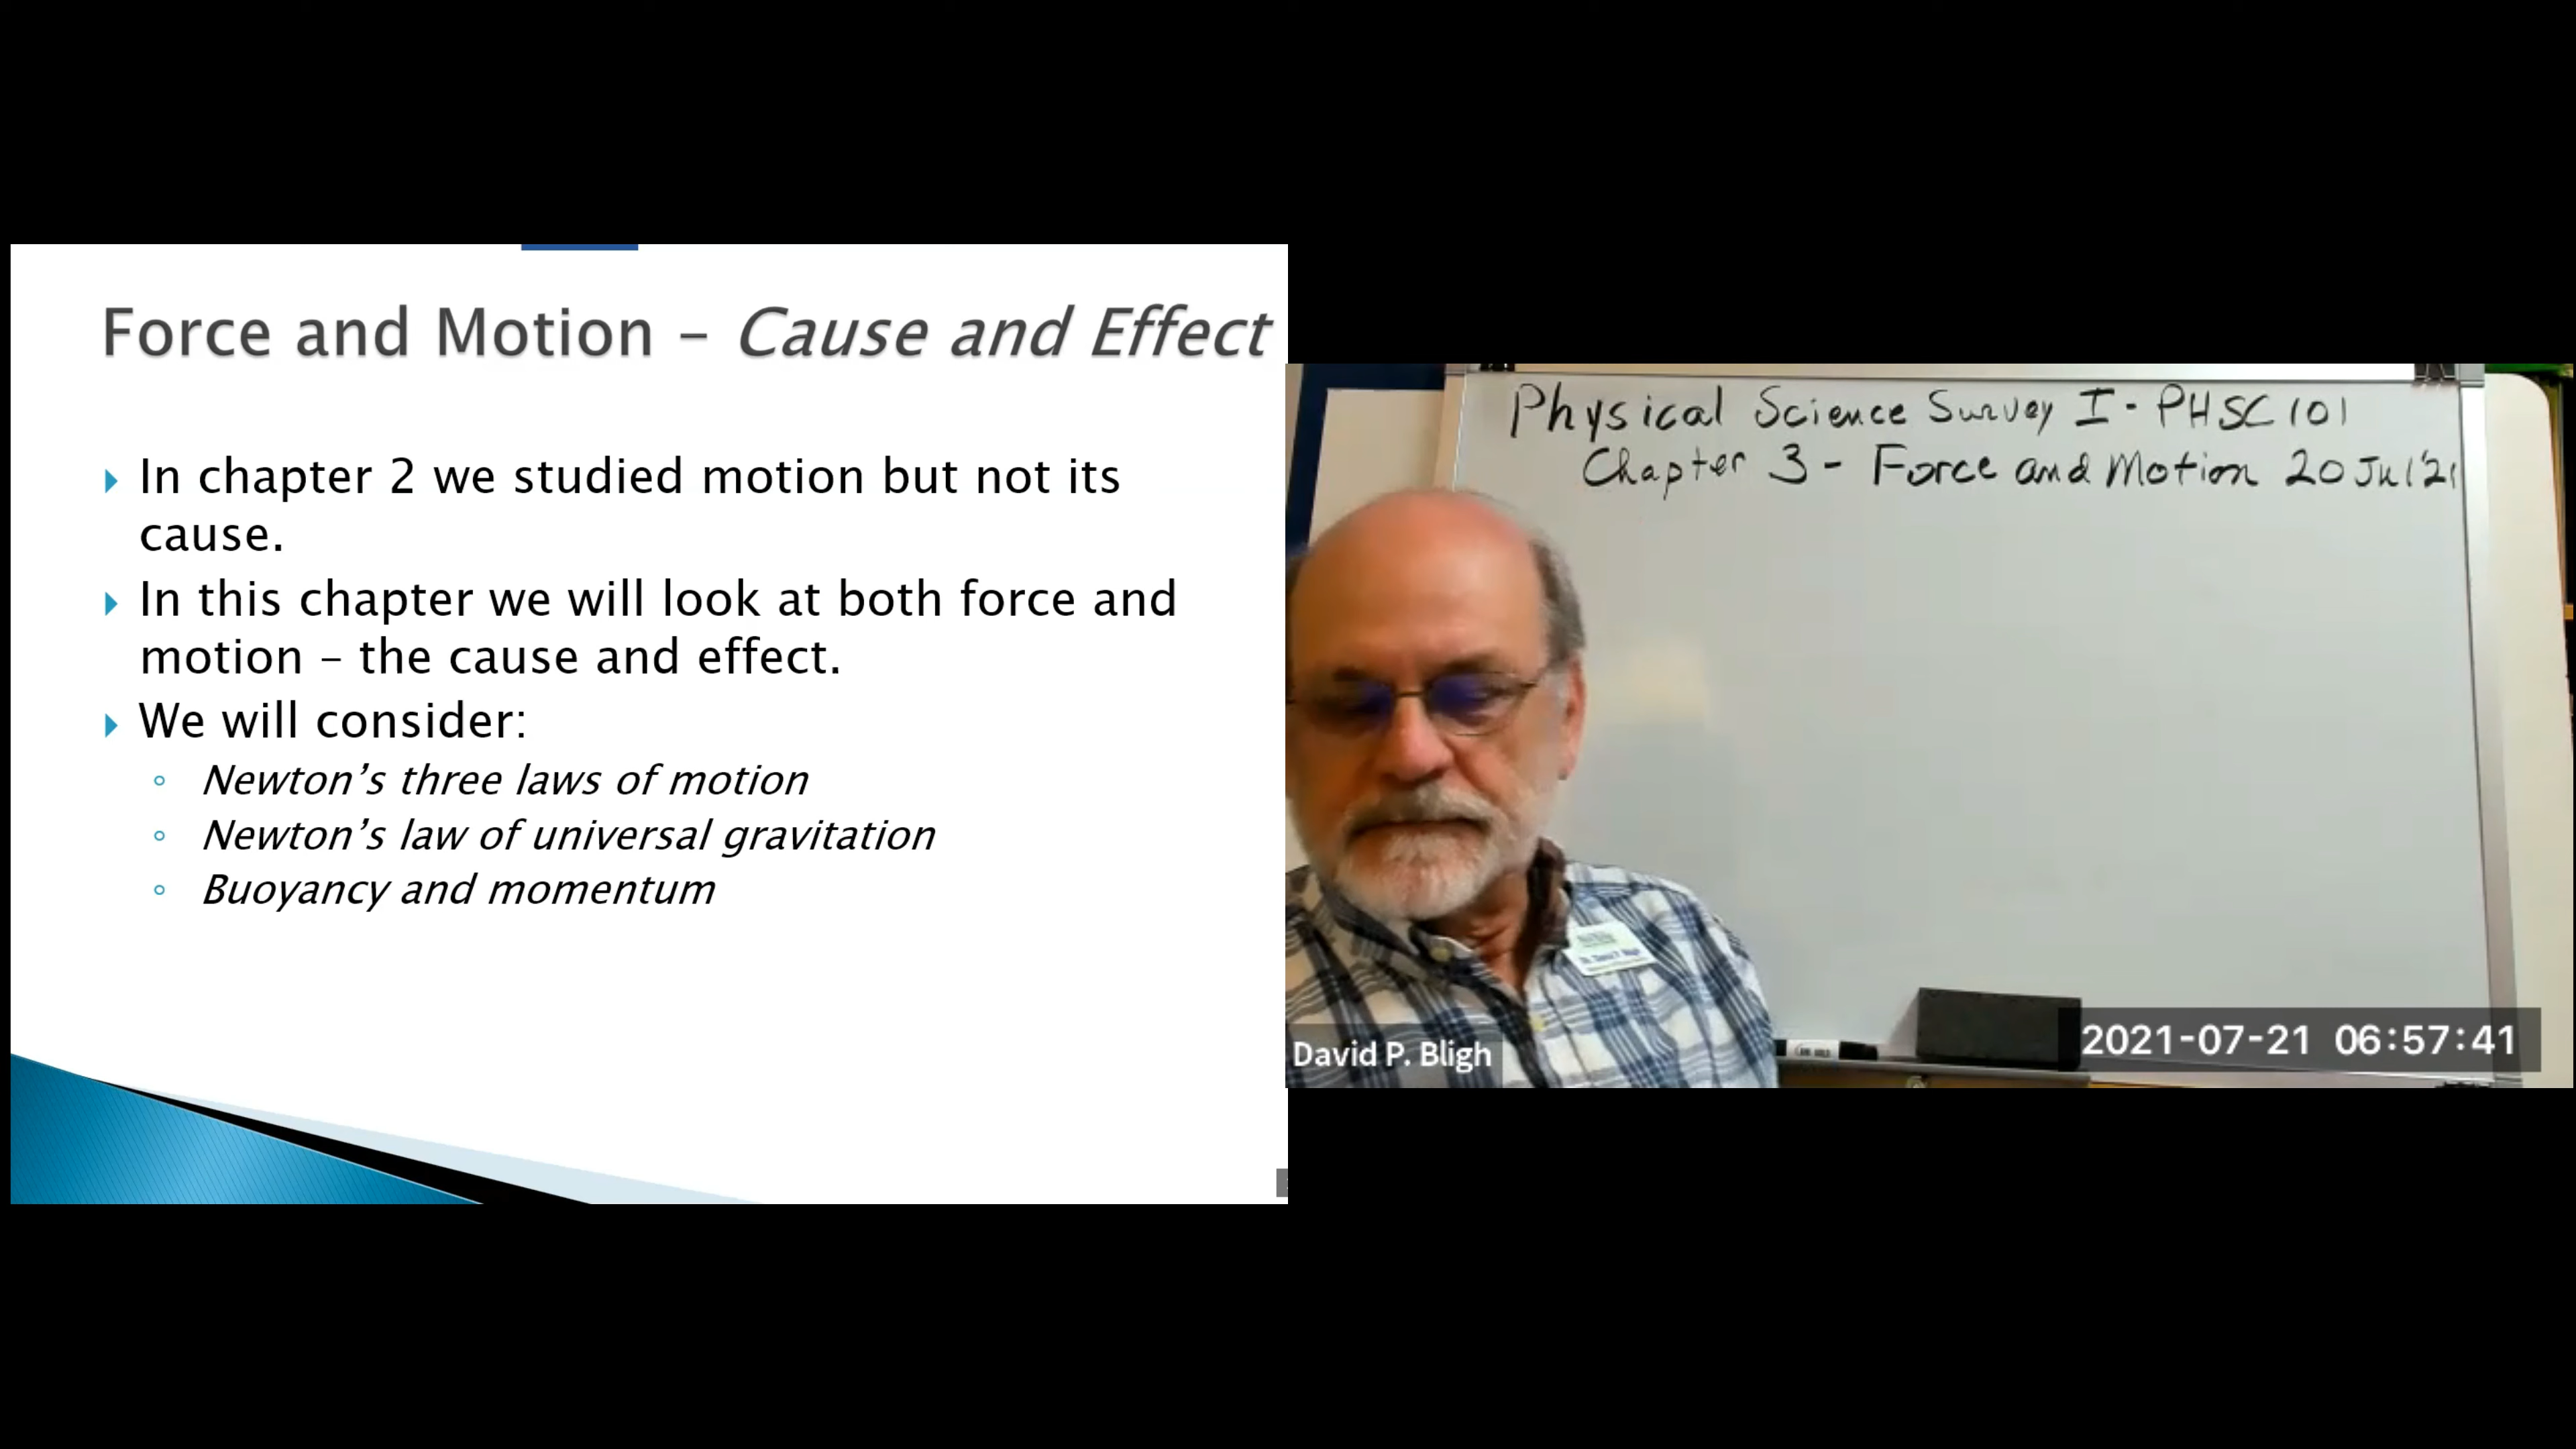 Force and Motion – Cause and Effect
In chapter 2 we studied motion but not its
cause.
In this chapter we will look at both force and
motion – the cause and effect.
We will consider:
Newton’s three laws of motion
Newton’s law of universal gravitation
Buoyancy and momentum
Physical Science Survey I - PHSC 101
Chapter 3 - Force and Motion 20 Jul '21
David P. Bligh
2021-07-21 06:57:41